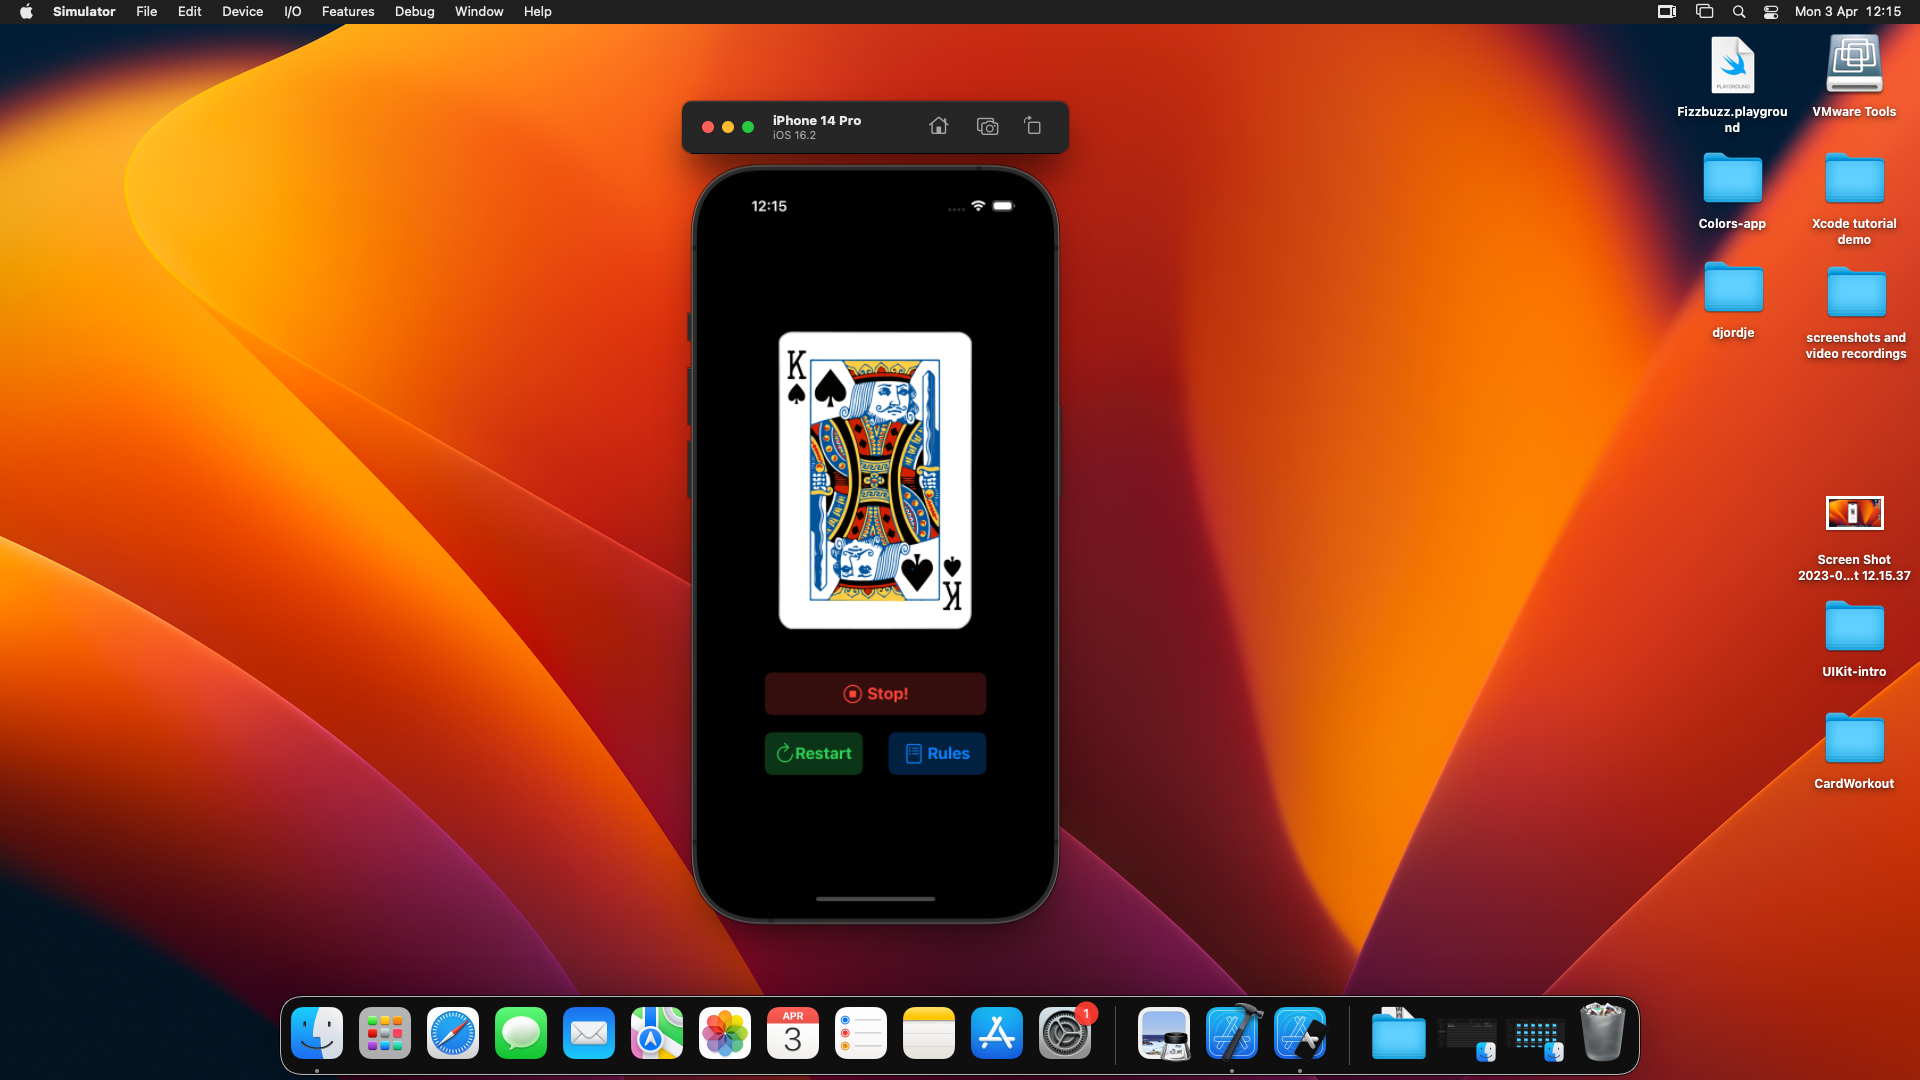 Simulator File Edit Device I/O Features Debug Window Help Mon 3 Apr 12:15
Fizzbuzz.playgrou
nd
VMware Tools
Colors-app
Xcode tutorial
demo
djordje
screenshots and
video recordings
Screen Shot
2023-0...t 12.15.37
UIKit-intro
CardWorkout
iPhone 14 Pro
iOS 16.2
12:15
K
K
Stop!
Restart
Rules
APR
3
1
PLAYGROUND